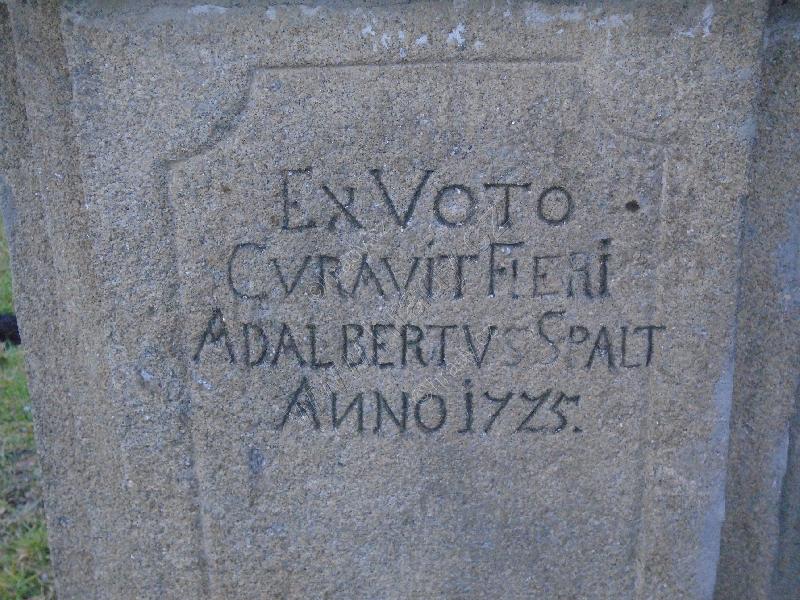 EX VOTO
CVRAVIT FIERI
ADALBERTVS SPALT
ANNO 1725.